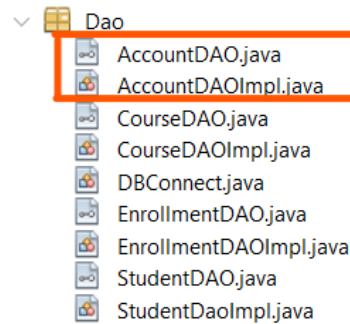 Dao
AccountDAO.java
AccountDAOImpl.java
CourseDAO.java
CourseDAOImpl.java
DBConnect.java
EnrollmentDAO.java
EnrollmentDAOImpl.java
StudentDAO.java
StudentDaoImpl.java